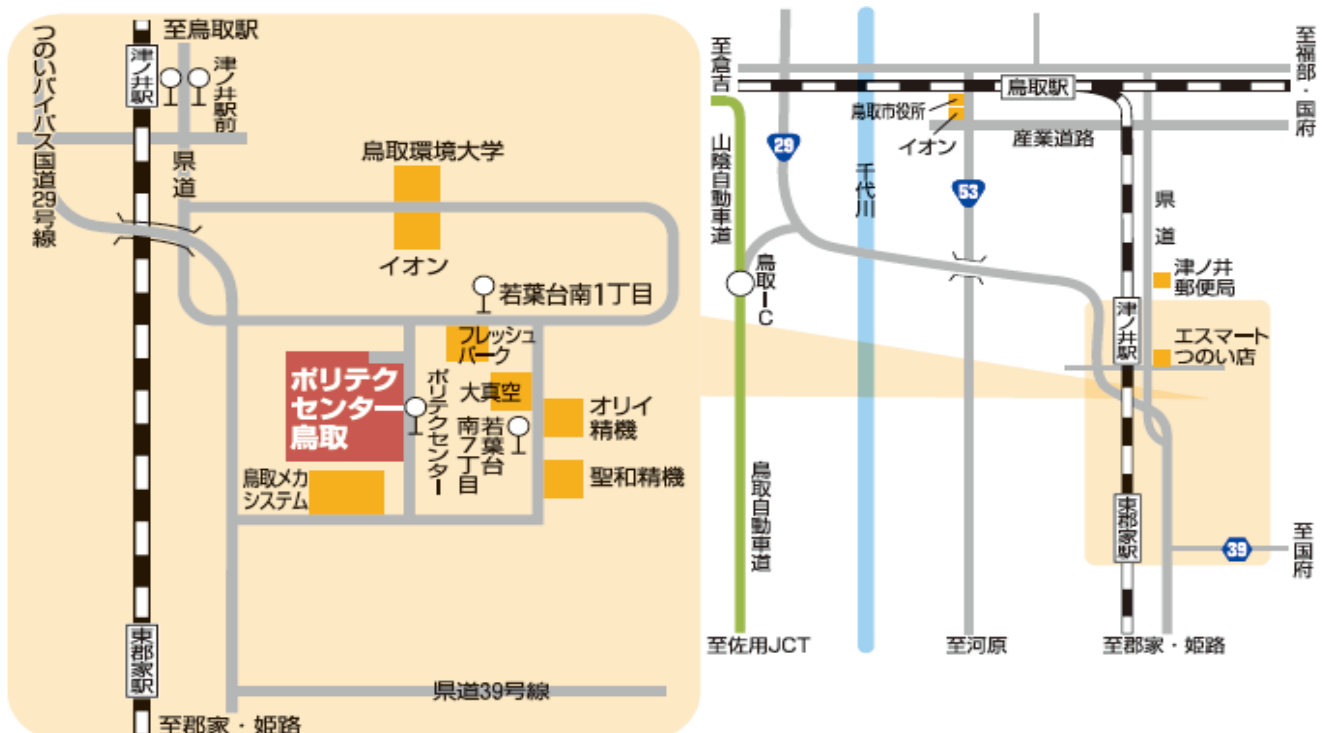 つのいバイパス国道29号線
至鳥取駅
津ノ井駅
津ノ井駅前
県道
鳥取環境大学
イオン
若葉台南1丁目
フレッシュ
パーク
ポリテク
センター
鳥取
ポリテクセンター
大真空
若葉台
南7丁目
オリイ
精機
聖和精機
鳥取メカ
システム
東郡家駅
県道39号線
至郡家・姫路
至倉吉
鳥取駅
至福部・国府
鳥取市役所
イオン
産業道路
山陰自動車道
29
千代川
53
県道
鳥取IC
津ノ井
郵便局
津ノ井駅
エスマート
つのい店
鳥取自動車道
東郡家駅
39
至国府
至佐用JCT
至河原
至郡家・姫路